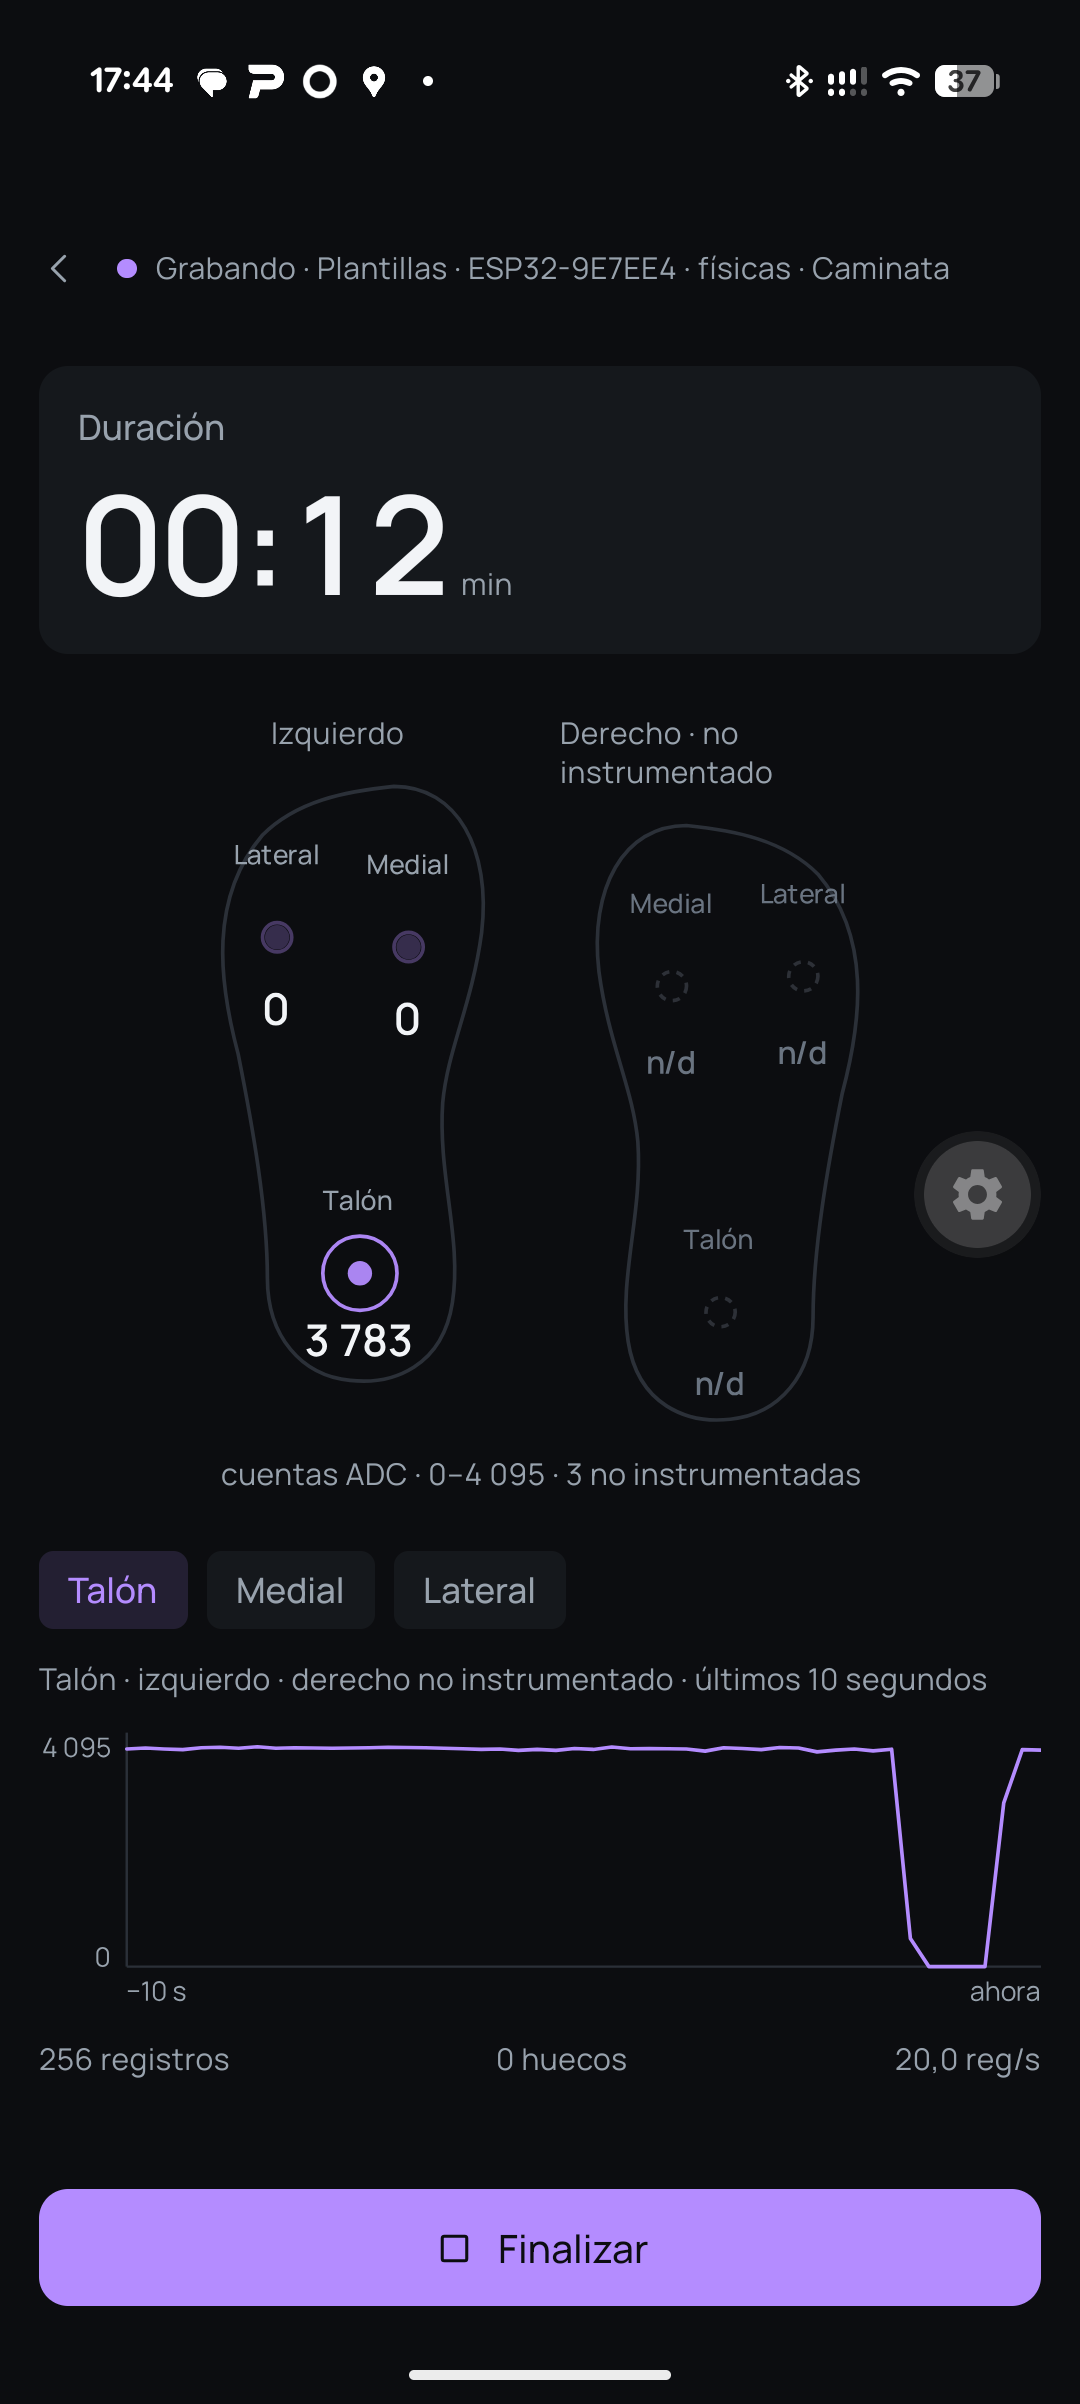 17:44
37
Grabando · Plantillas · ESP32-9E7EE4 · físicas · Caminata
Duración
00:12 min
Izquierdo
Derecho · no
instrumentado
Lateral
Medial
0
0
Talón
3 783
Medial
Lateral
n/d
n/d
Talón
n/d
cuentas ADC · 0–4 095 · 3 no instrumentadas
Talón
Medial
Lateral
Talón · izquierdo · derecho no instrumentado · últimos 10 segundos
4 095
0
−10 s
ahora
256 registros
0 huecos
20,0 reg/s
Finalizar